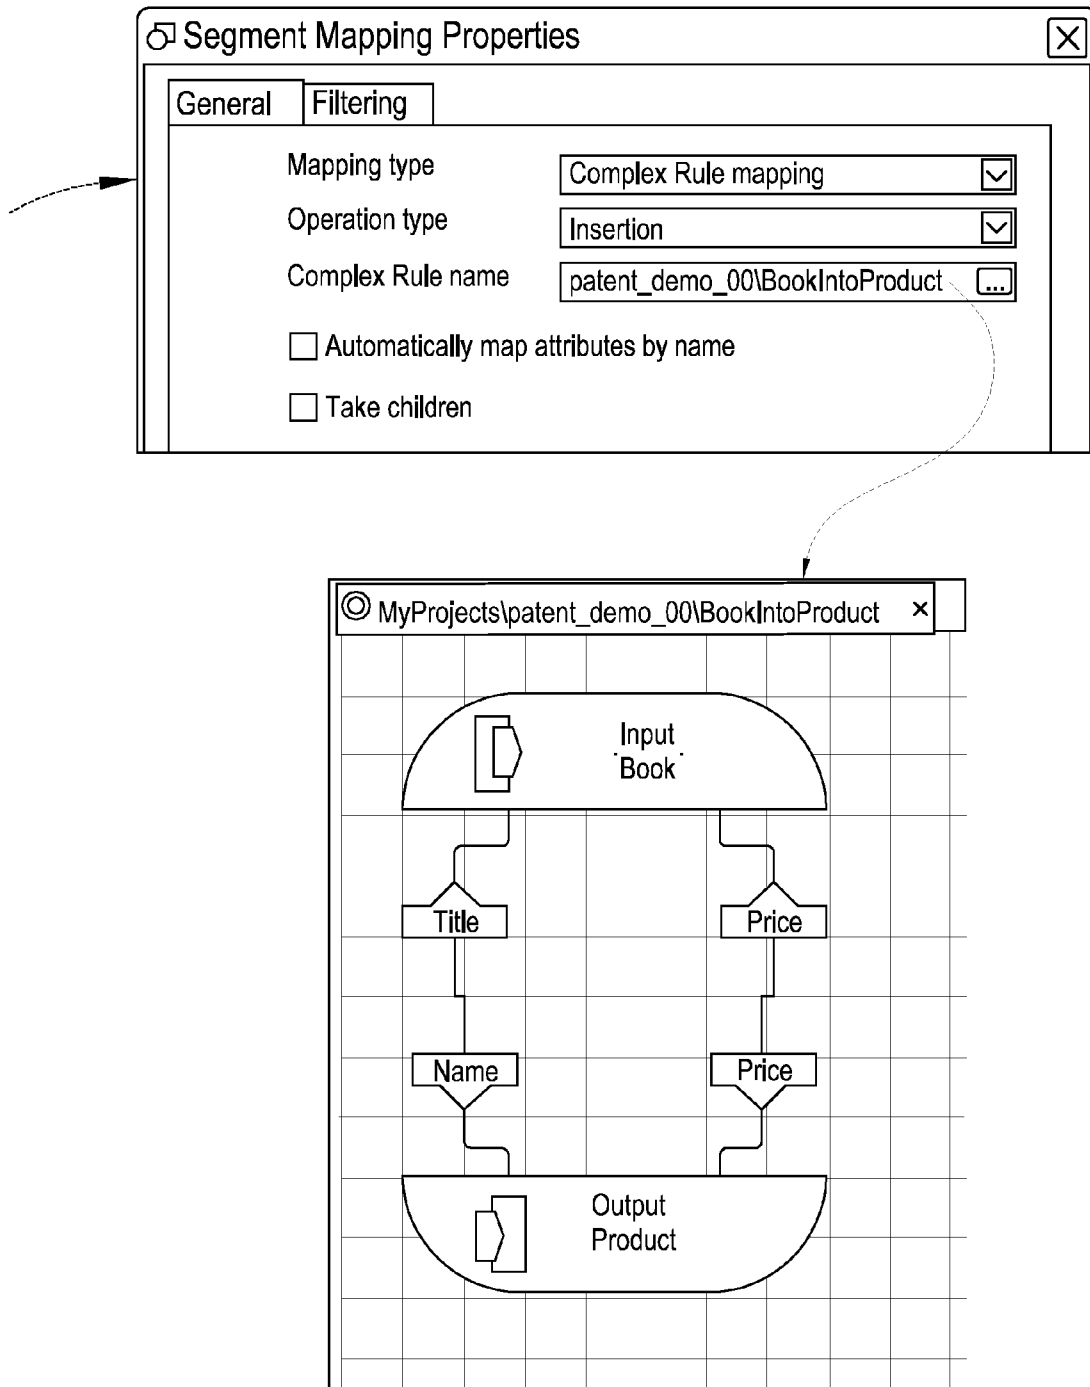 Segment Mapping Properties
General
Filtering
Mapping type
Complex Rule mapping
Operation type
Insertion
Complex Rule name
patent_demo_00\BookIntoProduct
...
Automatically map attributes by name
Take children
MyProjects\patent_demo_00\BookIntoProduct
Input
Book
Title
Price
Name
Price
Output
Product